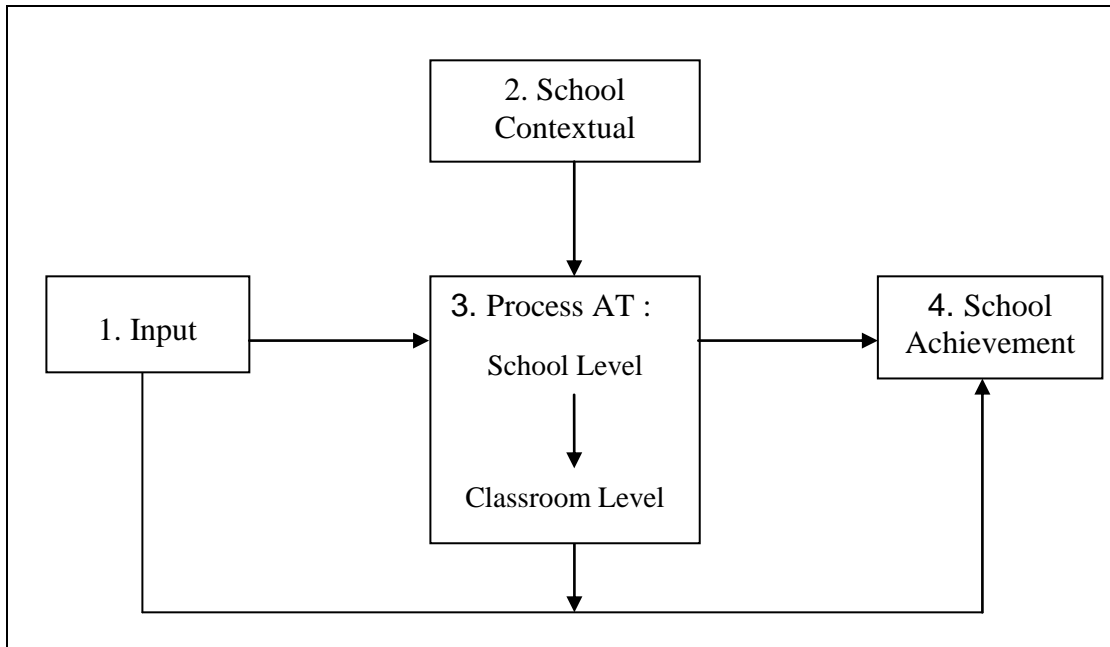 2. School
Contextual
1. Input
3. Process AT :
School Level
Classroom Level
4. School
Achievement